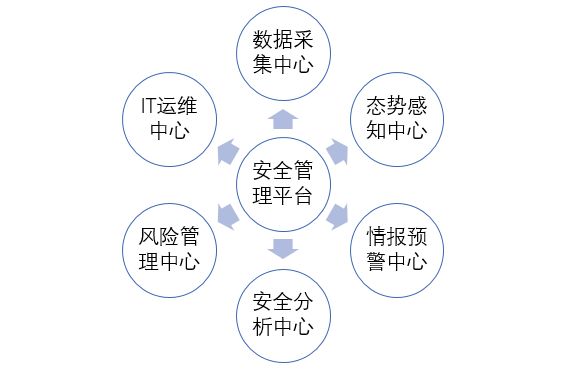 数据采
集中心
IT运维
中心
态势感
知中心
安全管
理平台
风险管
理中心
情报预
警中心
安全分
析中心